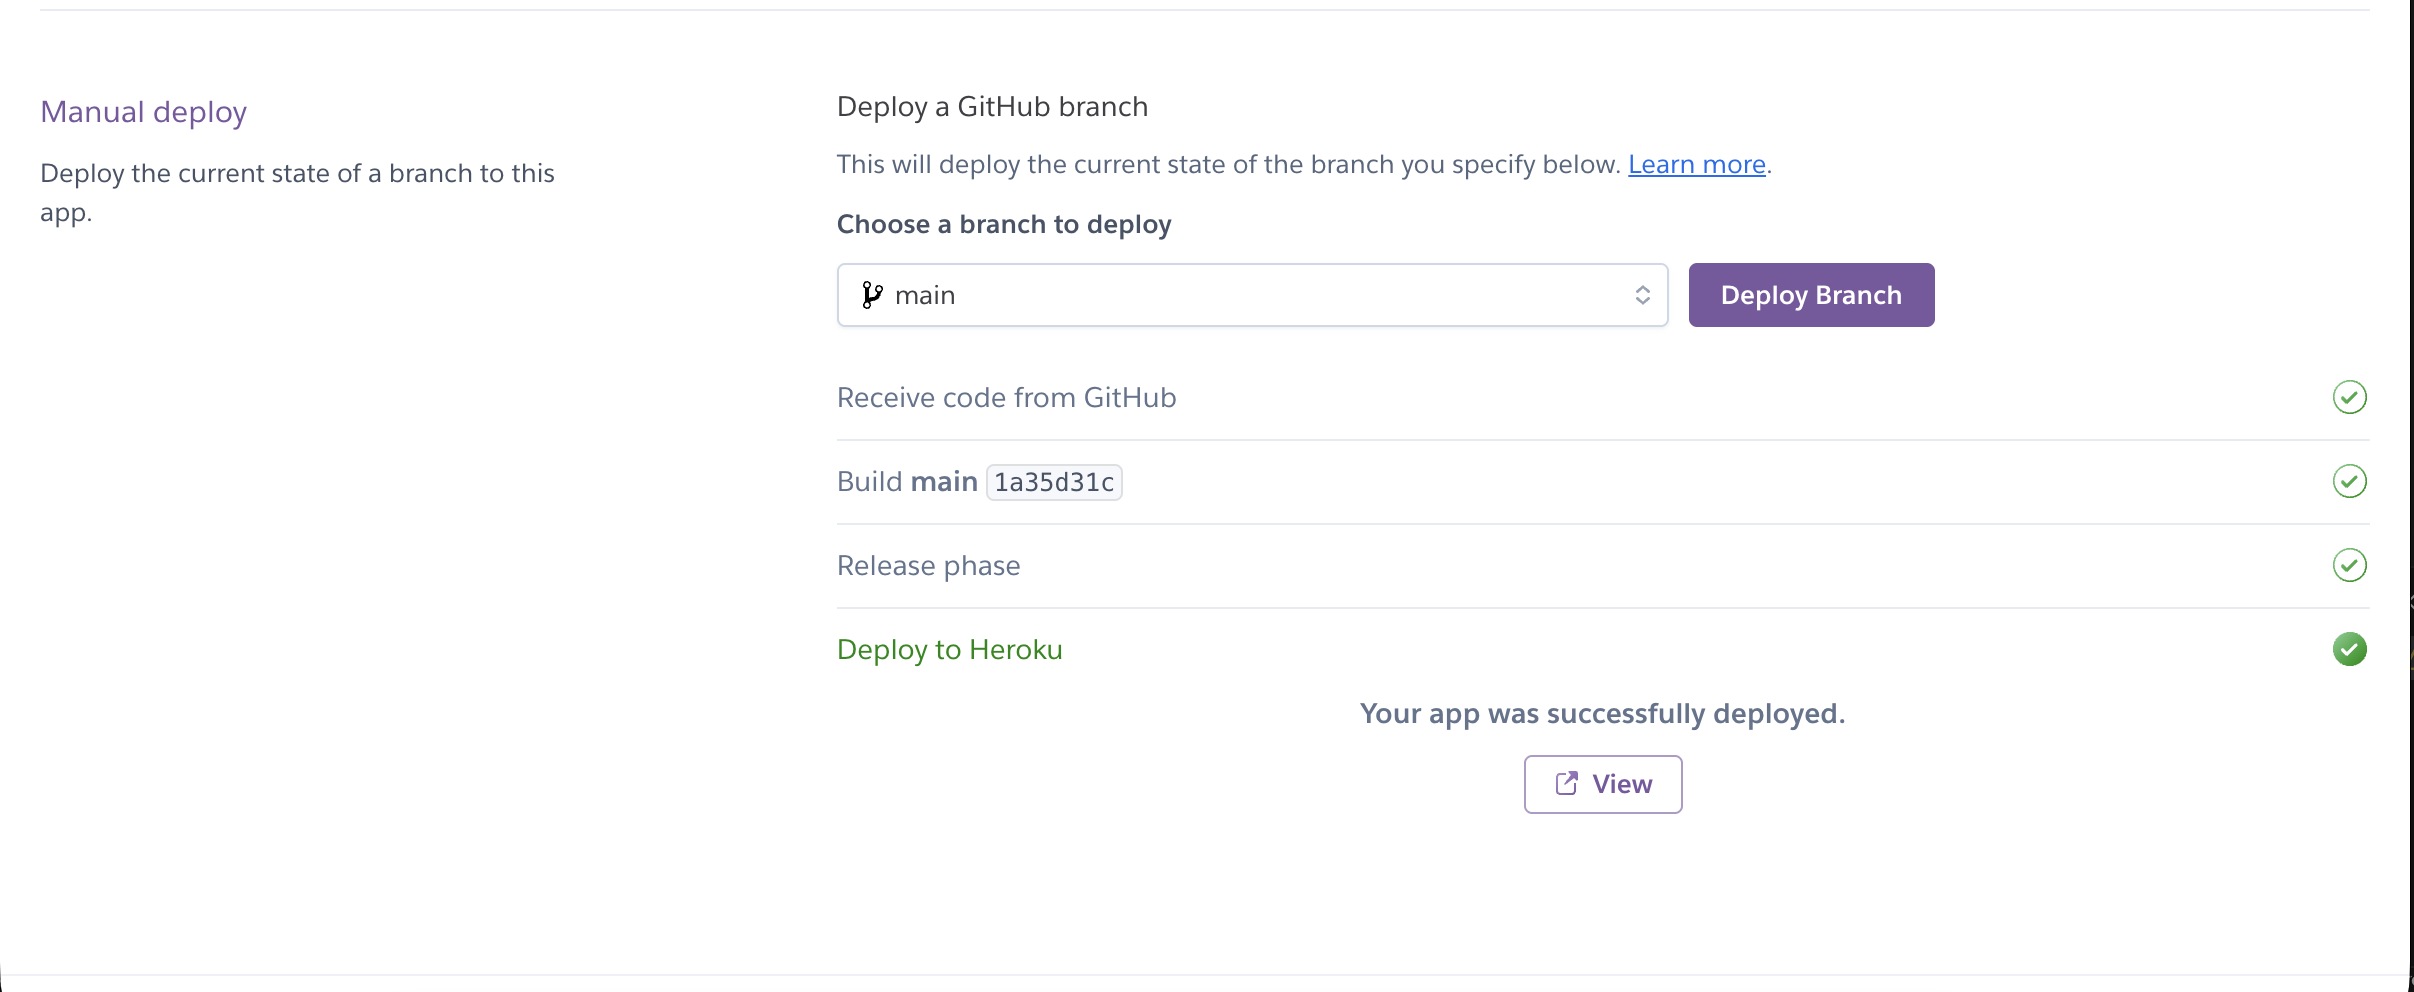 Manual deploy
Deploy the current state of a branch to this
app.
Deploy a GitHub branch
This will deploy the current state of the branch you specify below. Learn more.
Choose a branch to deploy
main
Deploy Branch
Receive code from GitHub
Build main 1a35d31c
Release phase
Deploy to Heroku
Your app was successfully deployed.
View